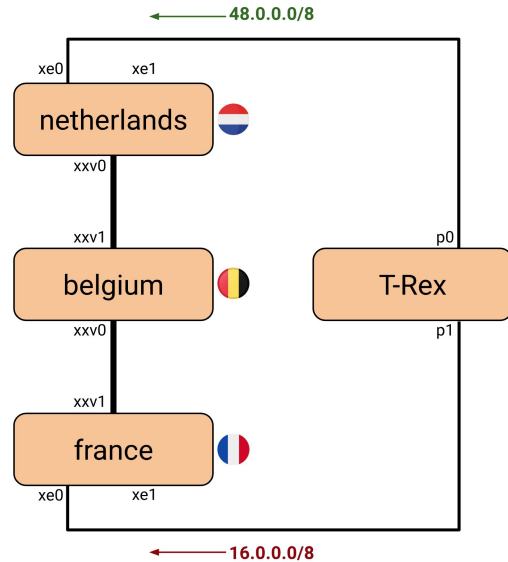 48.0.0.0/8
xe0 xe1
netherlands
xxv0
xxv1 p0
belgium T-Rex
xxv0 p1
xxv1
france
xe0 xe1
16.0.0.0/8